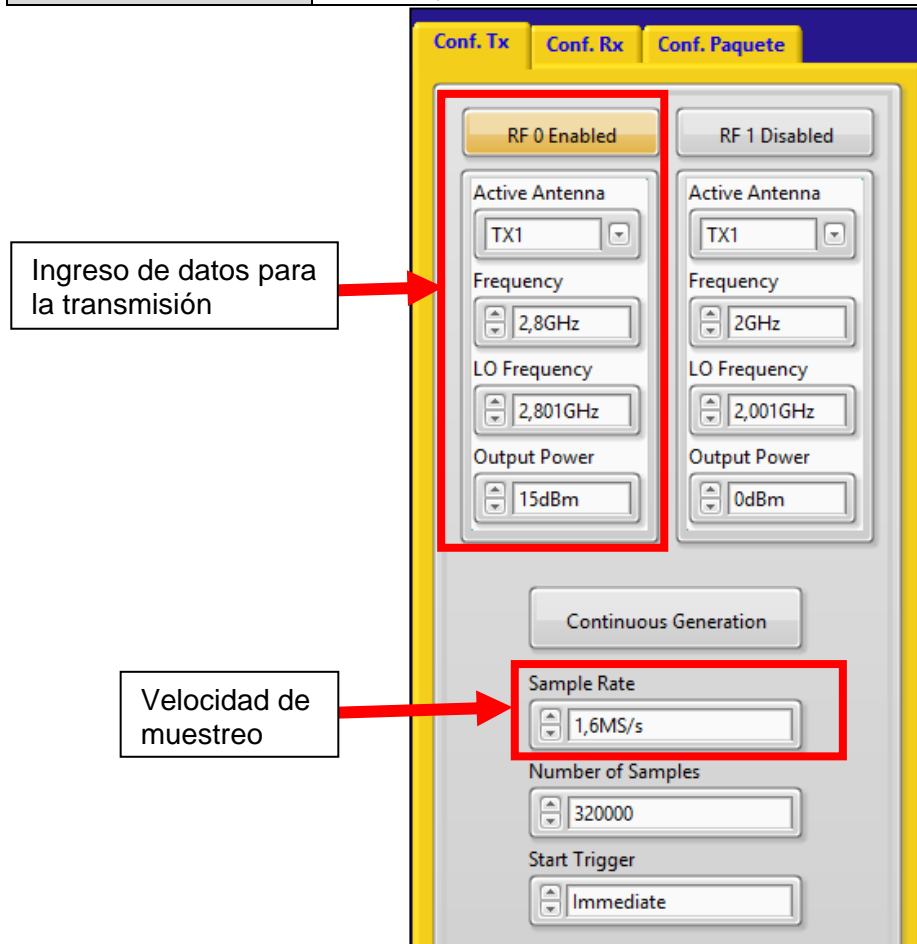 Conf. Tx Conf. Rx Conf. Paquete
RF 0 Enabled RF 1 Disabled
Active Antenna Active Antenna
TX1 TX1
Ingreso de datos para
la transmisión
Frequency Frequency
2,8GHz 2GHz
LO Frequency LO Frequency
2,801GHz 2,001GHz
Output Power Output Power
15dBm 0dBm
Continuous Generation
Velocidad de
muestreo
Sample Rate
1,6MS/s
Number of Samples
320000
Start Trigger
Immediate